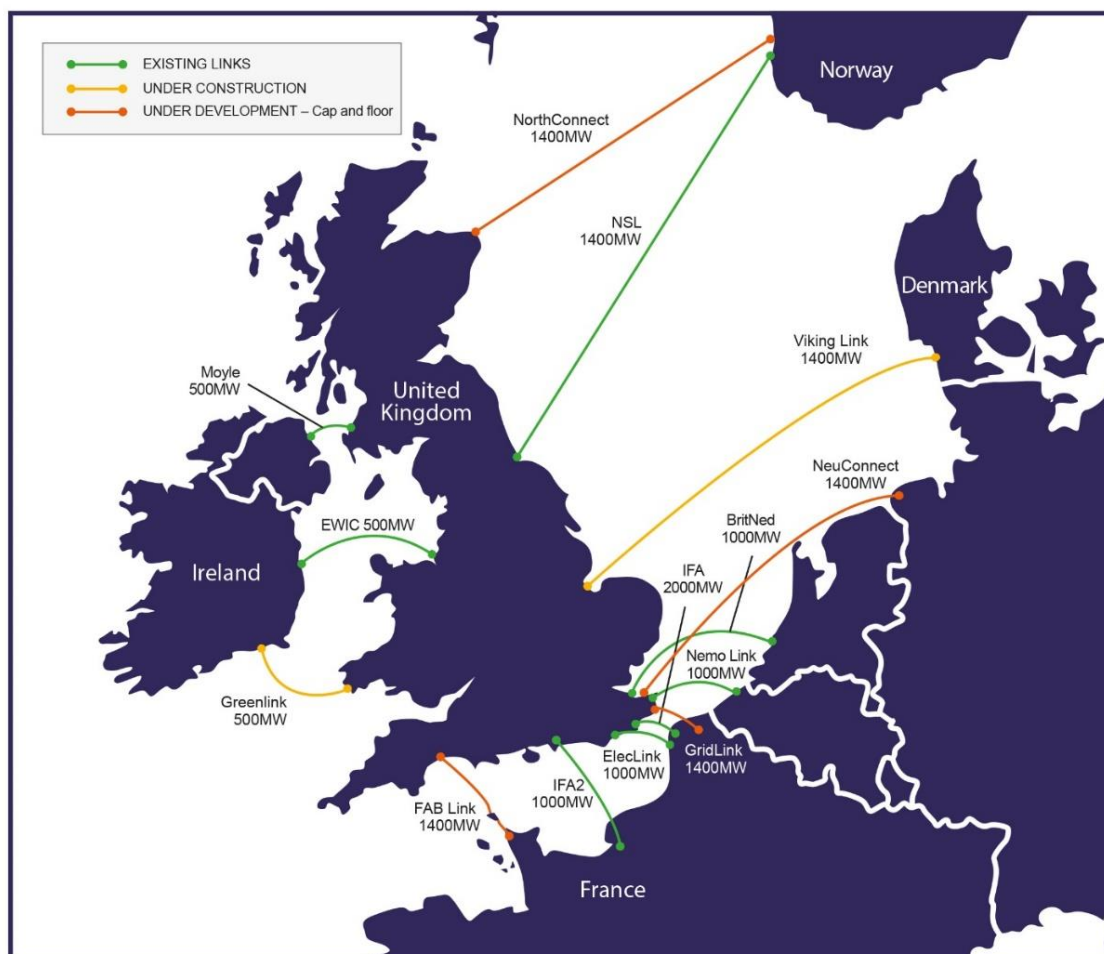 EXISTING LINKS
UNDER CONSTRUCTION
UNDER DEVELOPMENT – Cap and floor
Norway
NorthConnect
1400MW
NSL
1400MW
Denmark
Viking Link
1400MW
Moyle
500MW
United
Kingdom
NeuConnect
1400MW
BritNed
1000MW
EWIC 500MW
IFA
2000MW
Ireland
Nemo Link
1000MW
Greenlink
500MW
ElecLink
1000MW
GridLink
1400MW
IFA2
1000MW
FAB Link
1400MW
France